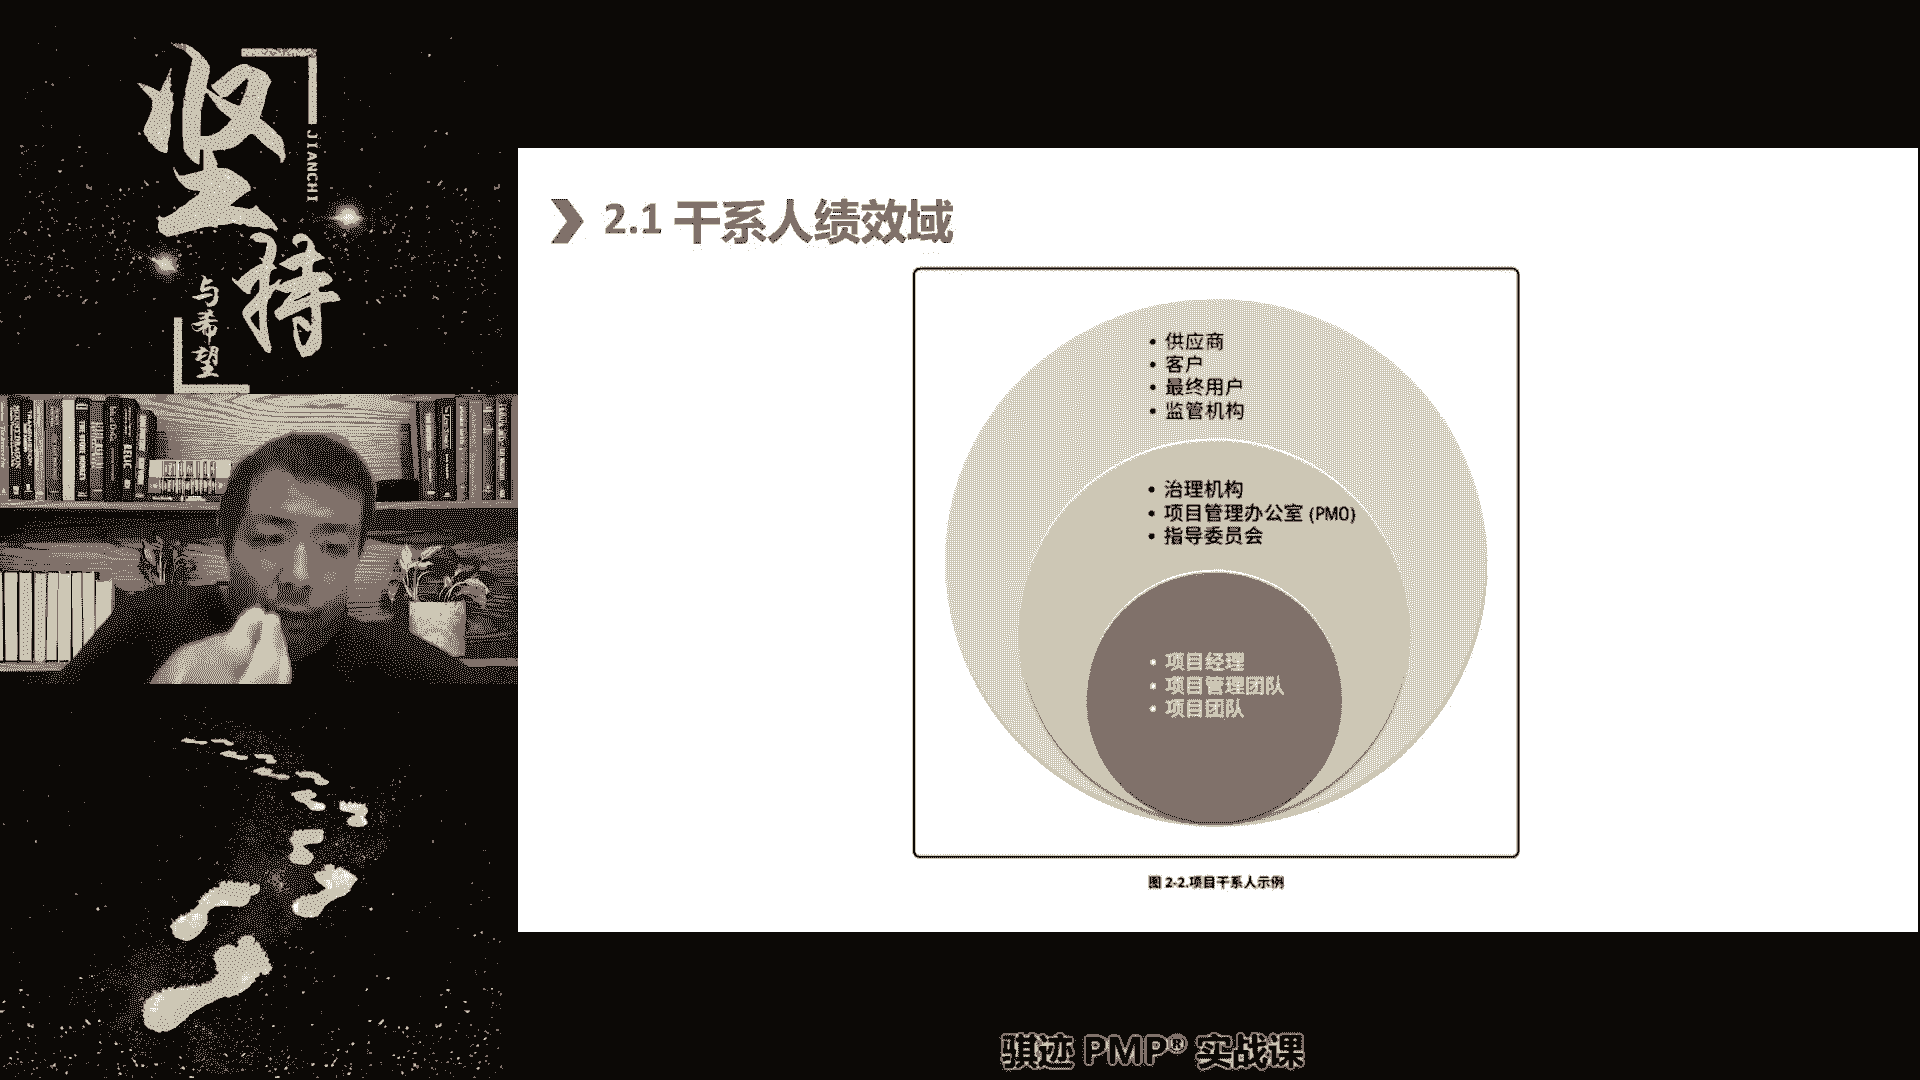 坚持
JIANCHI
与希望
2.1 干系人绩效域
• 供应商
• 客户
• 最终用户
• 监管机构
• 治理机构
• 项目管理办公室 (PMO)
• 指导委员会
• 项目经理
• 项目管理团队
• 项目团队
图 2-2.项目干系人示例
骐迹 PMP® 实战课